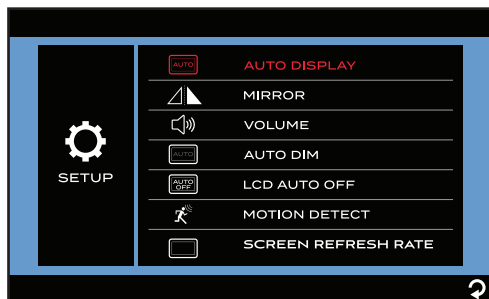 AUTO AUTO DISPLAY
MIRROR
VOLUME
AUTO AUTO DIM
SETUP
AUTO OFF LCD AUTO OFF
MOTION DETECT
SCREEN REFRESH RATE